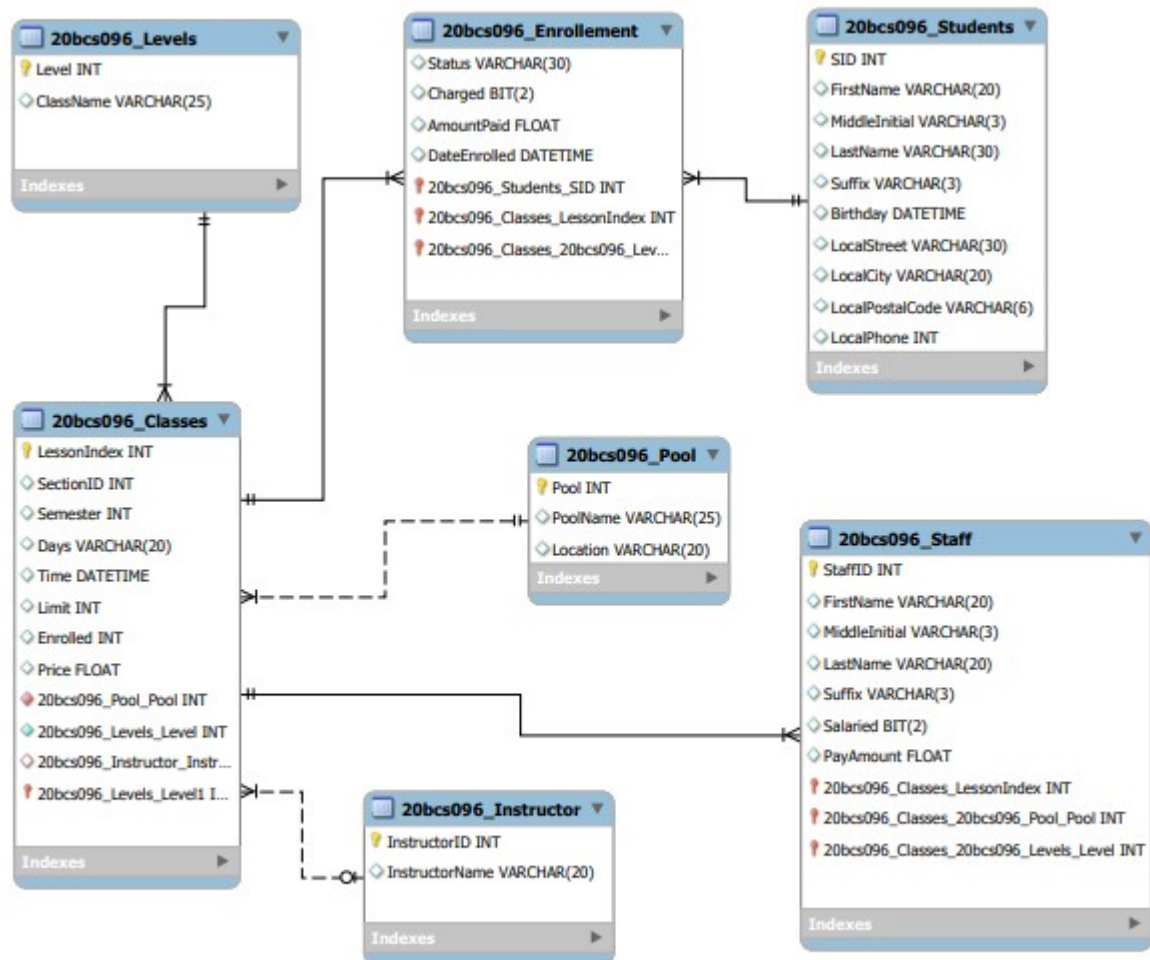 20bcs096_Levels
Level INT
ClassName VARCHAR(25)
Indexes
20bcs096_Enrollement
Status VARCHAR(30)
Charged BIT(2)
AmountPaid FLOAT
DateEnrolled DATETIME
20bcs096_Students_SID INT
20bcs096_Classes_LessonIndex INT
20bcs096_Classes_20bcs096_Lev...
Indexes
20bcs096_Students
SID INT
FirstName VARCHAR(20)
MiddleInitial VARCHAR(3)
LastName VARCHAR(30)
Suffix VARCHAR(3)
Birthday DATETIME
LocalStreet VARCHAR(30)
LocalCity VARCHAR(20)
LocalPostalCode VARCHAR(6)
LocalPhone INT
Indexes
20bcs096_Classes
LessonIndex INT
SectionID INT
Semester INT
Days VARCHAR(20)
Time DATETIME
Limit INT
Enrolled INT
Price FLOAT
20bcs096_Pool_Pool INT
20bcs096_Levels_Level INT
20bcs096_Instructor_Instr...
20bcs096_Levels_Level1 I...
Indexes
20bcs096_Pool
Pool INT
PoolName VARCHAR(25)
Location VARCHAR(20)
Indexes
20bcs096_Staff
StaffID INT
FirstName VARCHAR(20)
MiddleInitial VARCHAR(3)
LastName VARCHAR(20)
Suffix VARCHAR(3)
Salaried BIT(2)
PayAmount FLOAT
20bcs096_Classes_LessonIndex INT
20bcs096_Classes_20bcs096_Pool_Pool INT
20bcs096_Classes_20bcs096_Levels_Level INT
Indexes
20bcs096_Instructor
InstructorID INT
InstructorName VARCHAR(20)
Indexes